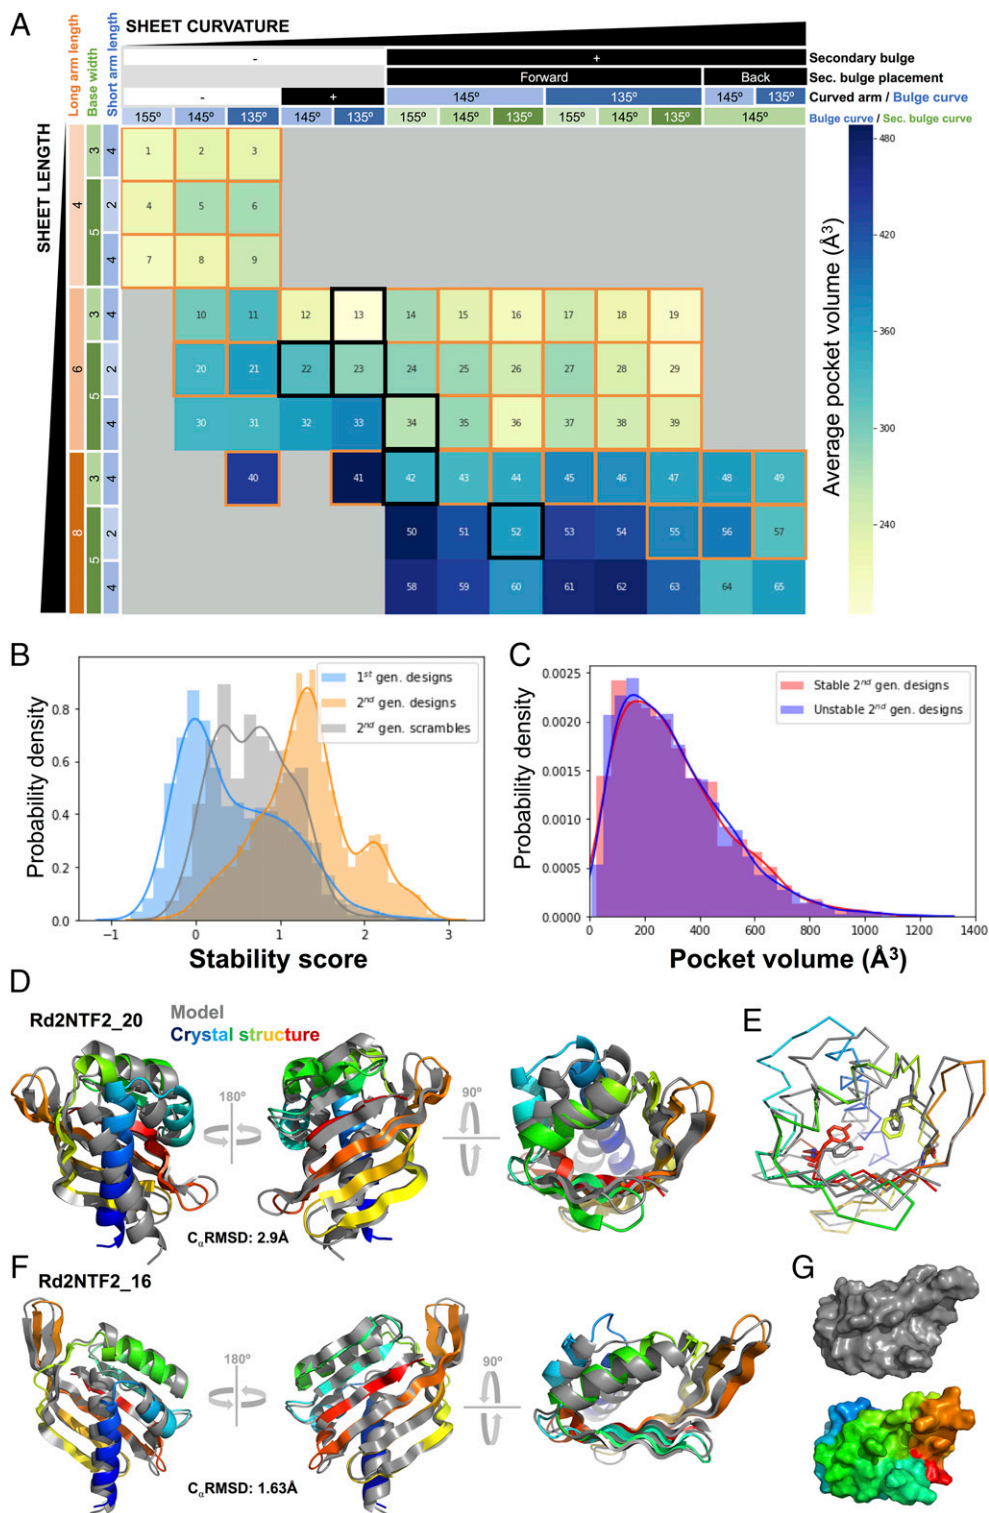 A
SHEET CURVATURE
Long arm length
Base width
Short arm length
- + Secondary bulge
Forward Back Sec. bulge placement
- + 145º 135º 145º 135º Curved arm / Bulge curve
155º 145º 135º 145º 135º 155º 145º 135º 155º 145º 135º 145º Bulge curve / Sec. bulge curve
SHEET LENGTH
4 3 4 1 2 3
5 2 4 5 6
4 7 8 9
6 3 4 10 11 12 13 14 15 16 17 18 19
5 2 20 21 22 23 24 25 26 27 28 29
4 30 31 32 33 34 35 36 37 38 39
8 3 4 40 41 42 43 44 45 46 47 48 49
5 2 50 51 52 53 54 55 56 57
4 58 59 60 61 62 63 64 65
480
420
360
300
240
Average pocket volume (Å³)
B
Probability density
0.8
0.6
0.4
0.2
0.0
1st gen. designs
2nd gen. designs
2nd gen. scrambles
−1 0 1 2 3
Stability score
C
Probability density
0.0025
0.0020
0.0015
0.0010
0.0005
0.0000
Stable 2nd gen. designs
Unstable 2nd gen. designs
0 200 400 600 800 1000 1200 1400
Pocket volume (Å³)
D
Rd2NTF2_20
Model
Crystal structure
180º
90º
CαRMSD: 2.9Å
E
F
Rd2NTF2_16
180º
90º
CαRMSD: 1.63Å
G